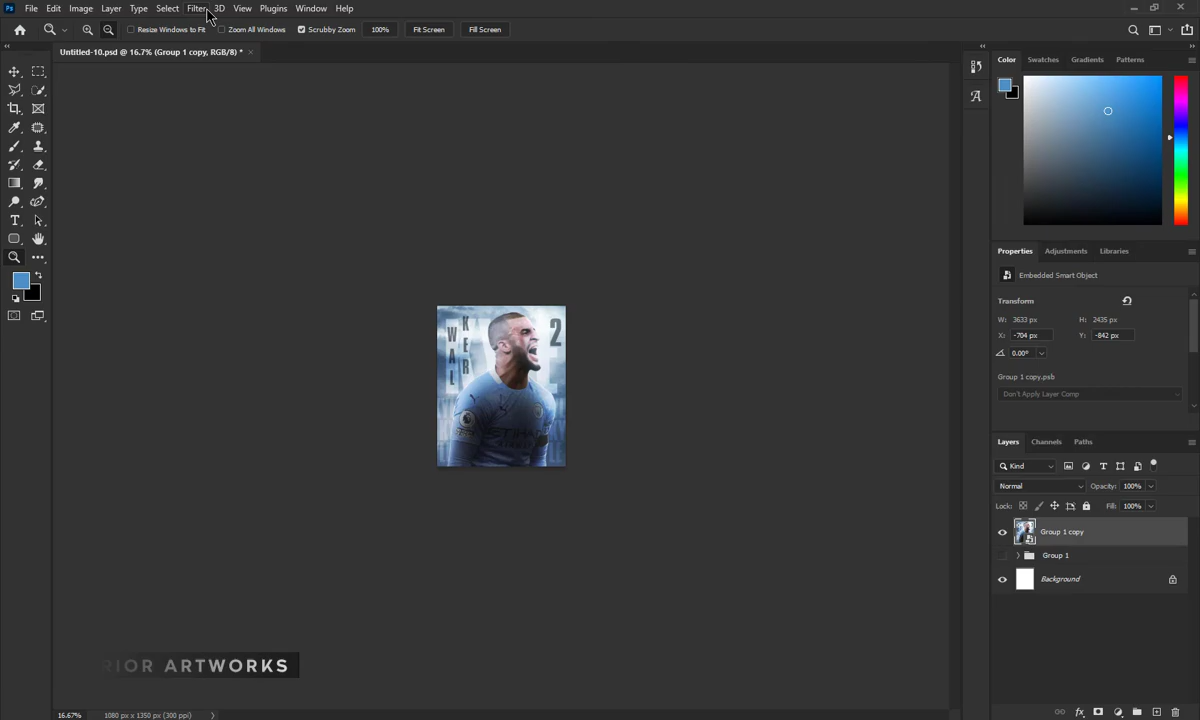 Ps File Edit Image Layer Type Select Filter 3D View Plugins Window Help
Resize Windows to Fit Zoom All Windows Scrubby Zoom 100% Fit Screen Fill Screen
Untitled-10.psd @ 16.7% (Group 1 copy, RGB/8) * ×
Color Swatches Gradients Patterns
Properties Adjustments Libraries
Embedded Smart Object
Transform
W: 3633 px H: 2435 px
X: -704 px Y: -842 px
0.00°
Group 1 copy.psb
Don't Apply Layer Comp
Layers Channels Paths
Kind
Normal Opacity: 100%
Lock: Fill: 100%
Group 1 copy
Group 1
Background
WAL
KER
2
RIOR ARTWORKS
16.67% 1080 px x 1350 px (300 ppi)